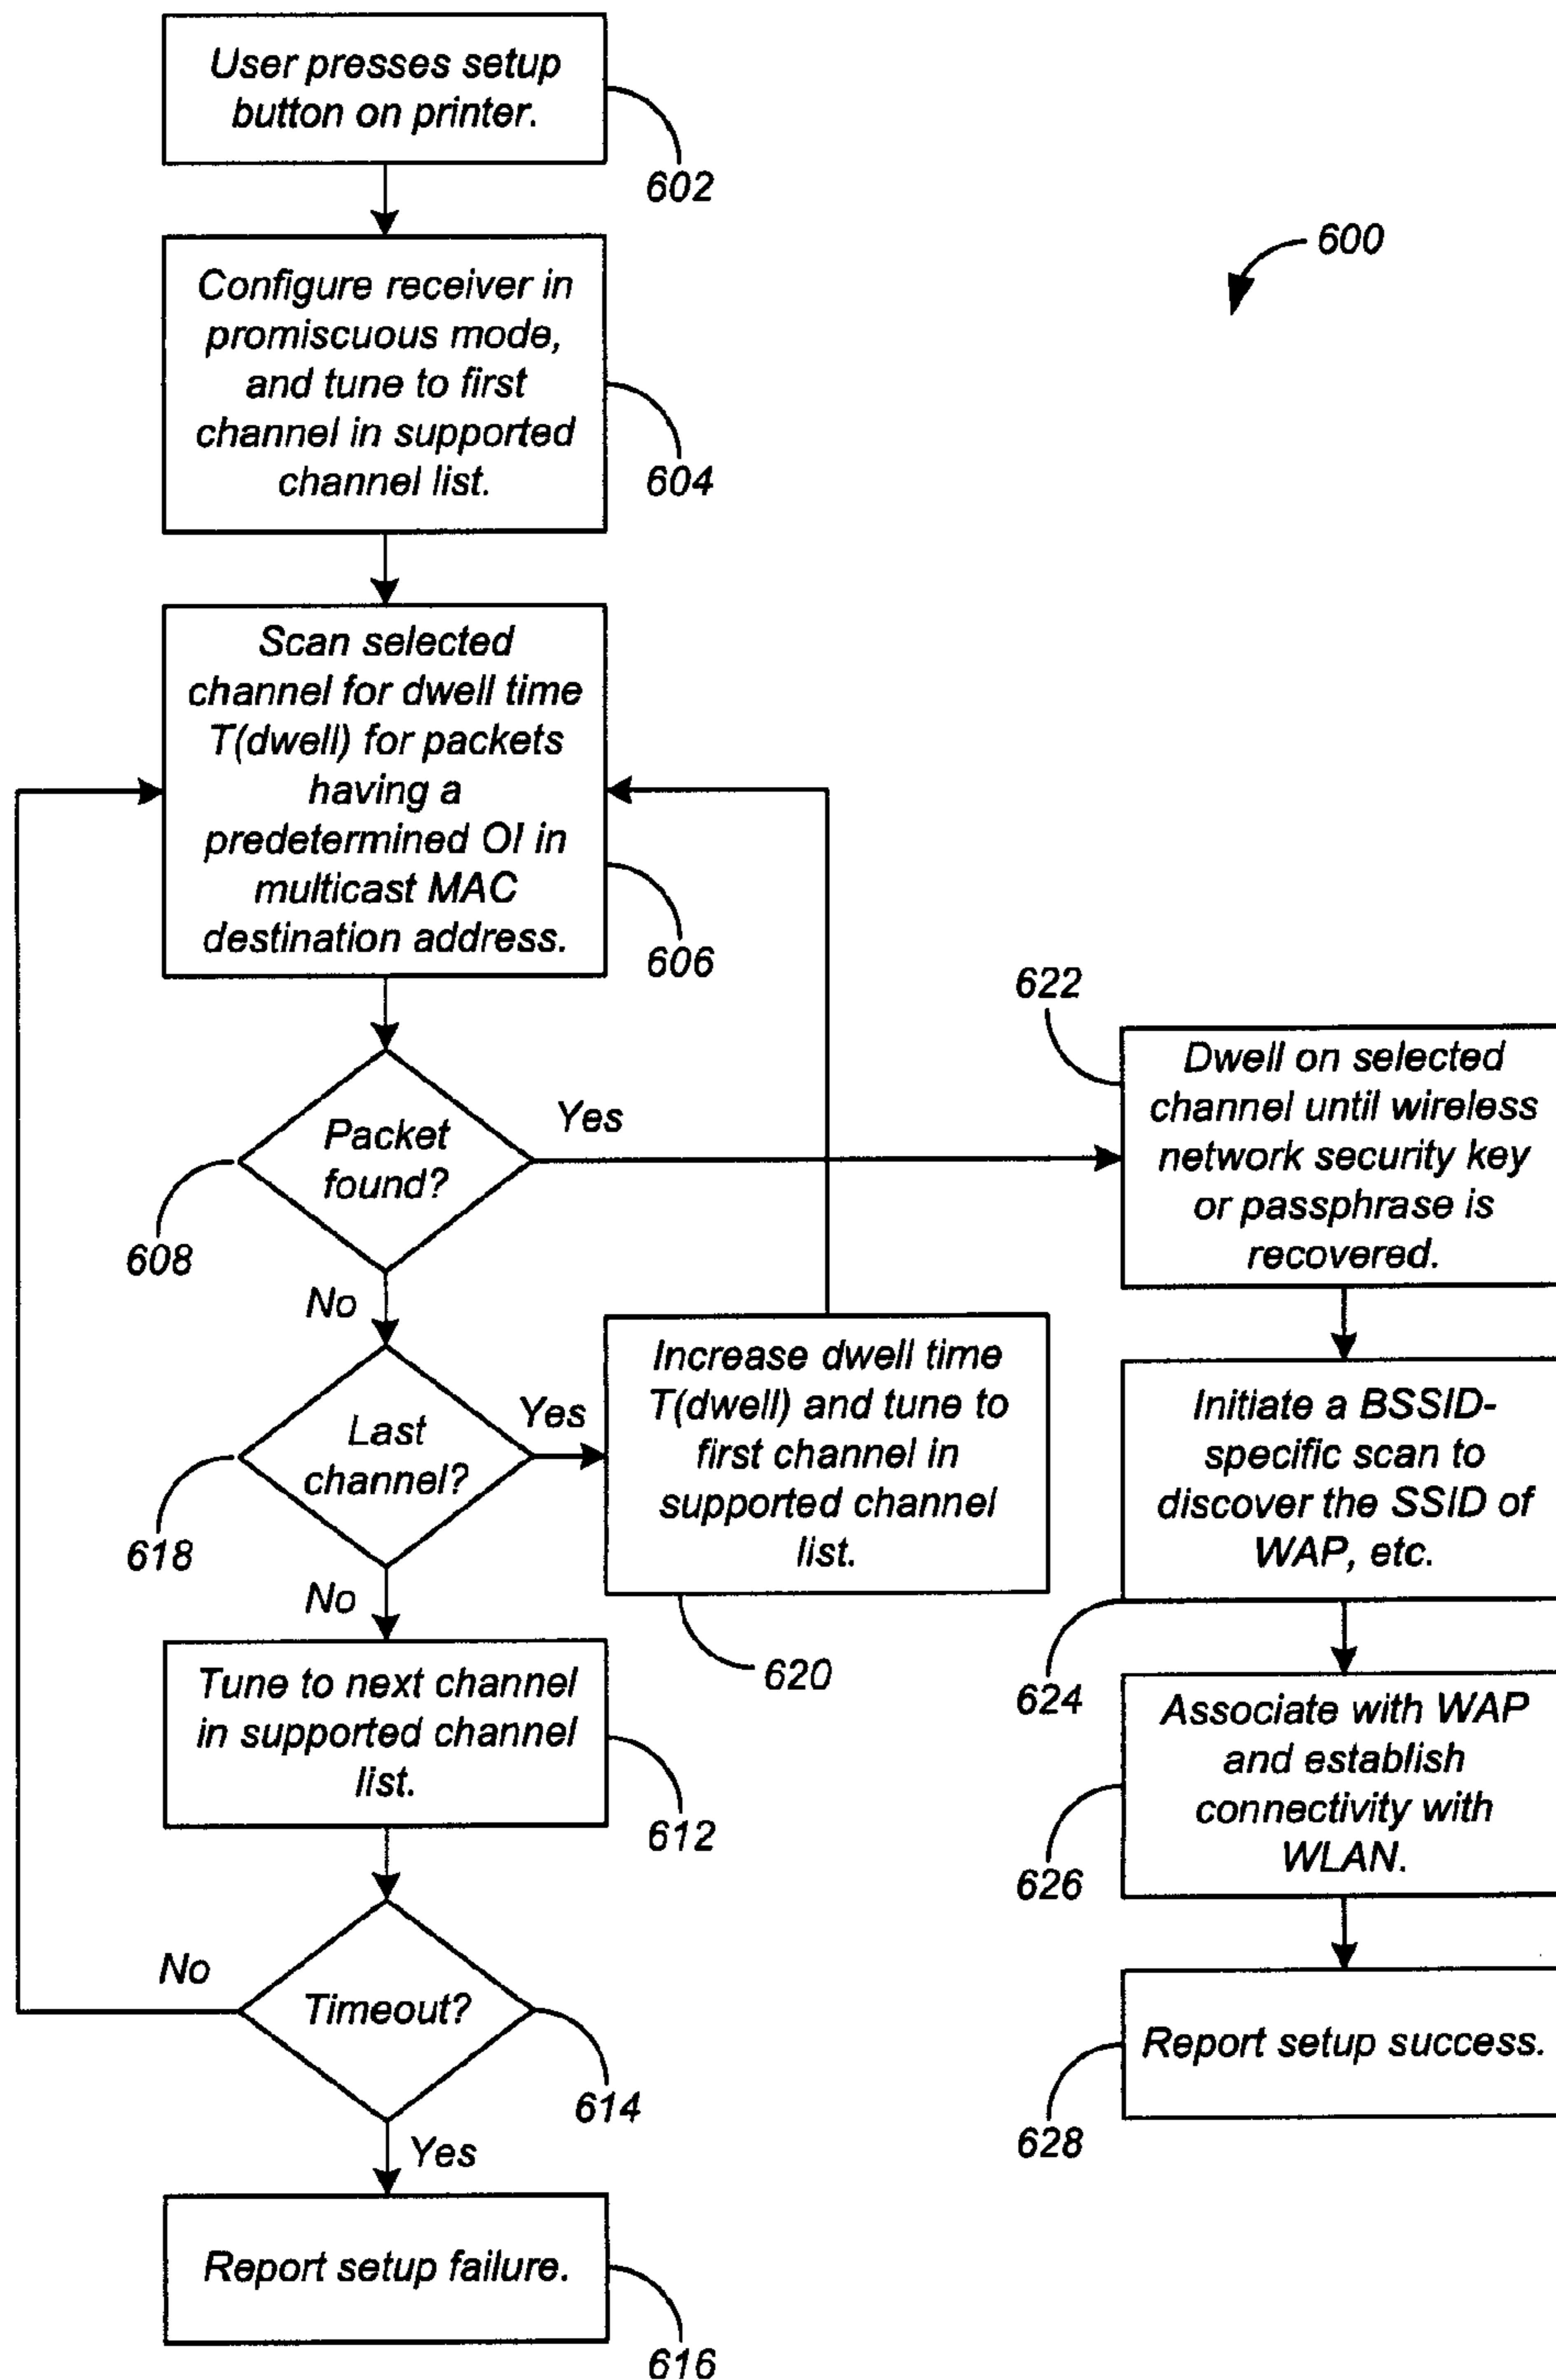 User presses setup
button on printer.
602
600
Configure receiver in
promiscuous mode,
and tune to first
channel in supported
channel list.
604
Scan selected
channel for dwell time
T(dwell) for packets
having a
predetermined OI in
multicast MAC
destination address.
606
Packet
found?
608
Yes
No
622
Dwell on selected
channel until wireless
network security key
or passphrase is
recovered.
Last
channel?
618
Yes
No
Increase dwell time
T(dwell) and tune to
first channel in
supported channel
list.
620
Initiate a BSSID-
specific scan to
discover the SSID of
WAP, etc.
624
Tune to next channel
in supported channel
list.
612
Associate with WAP
and establish
connectivity with
WLAN.
626
Timeout?
No
614
Yes
Report setup success.
628
Report setup failure.
616